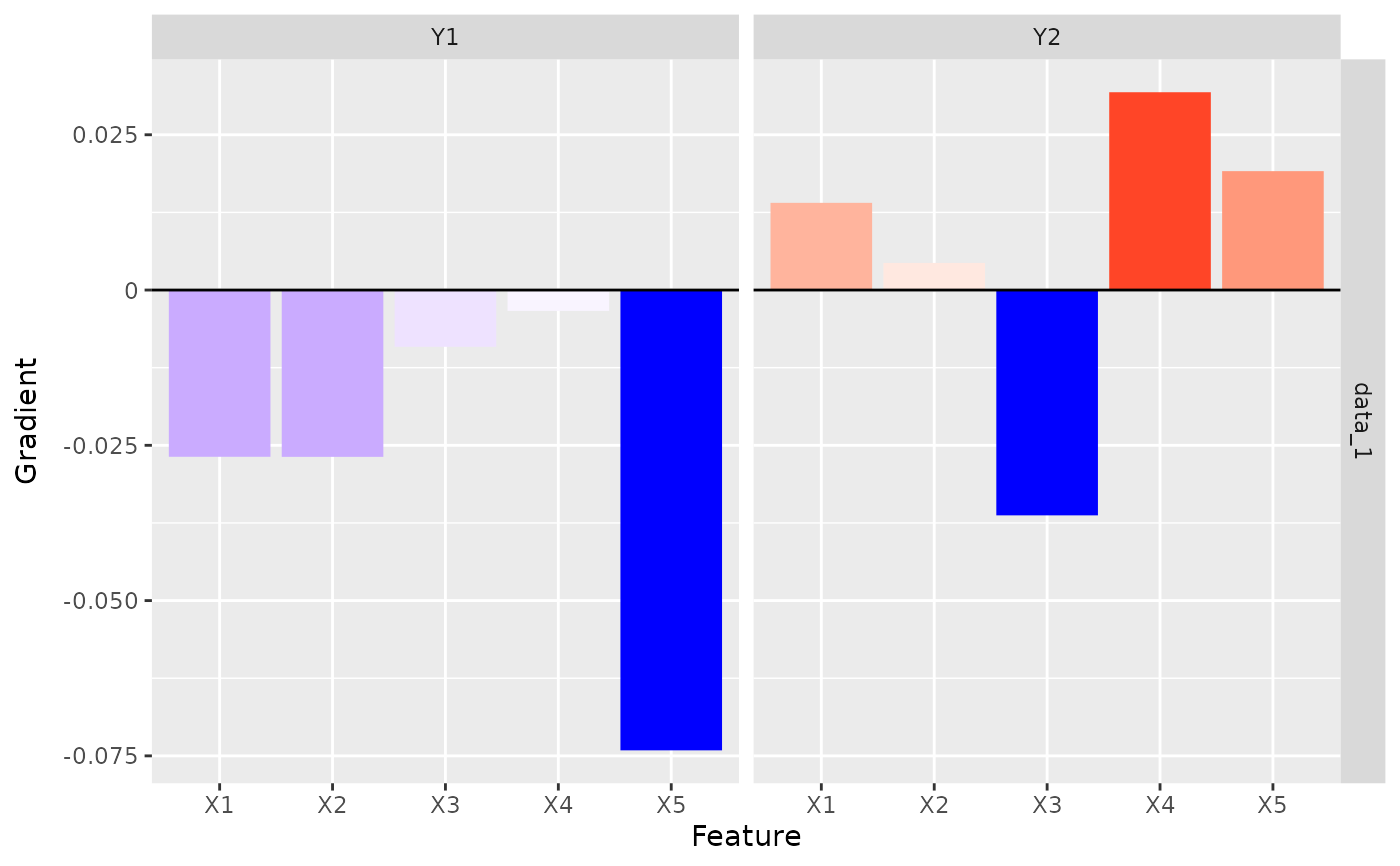 Y1
Y2
0.025
0
-0.025
-0.050
-0.075
Gradient
data_1
X1 X2 X3 X4 X5
X1 X2 X3 X4 X5
Feature